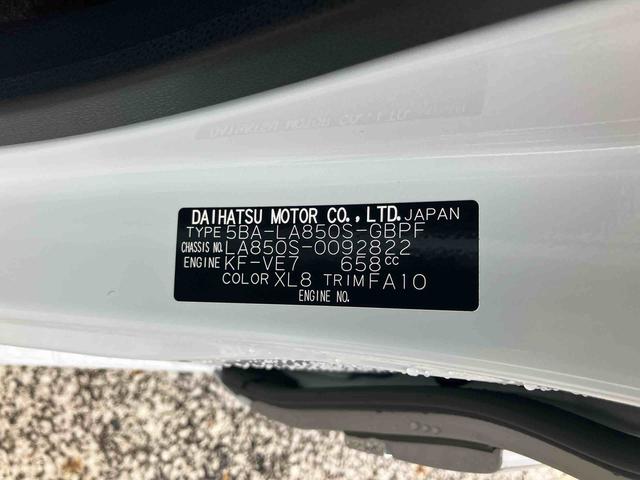 DAIHATSU MOTOR CO.,LTD. JAPAN
TYPE 5BA-LA850S-GBPF
CHASSIS NO. LA850S-0092822
ENGINE KF-VE7 658cc
COLOR XL8 TRIM FA10
ENGINE NO.